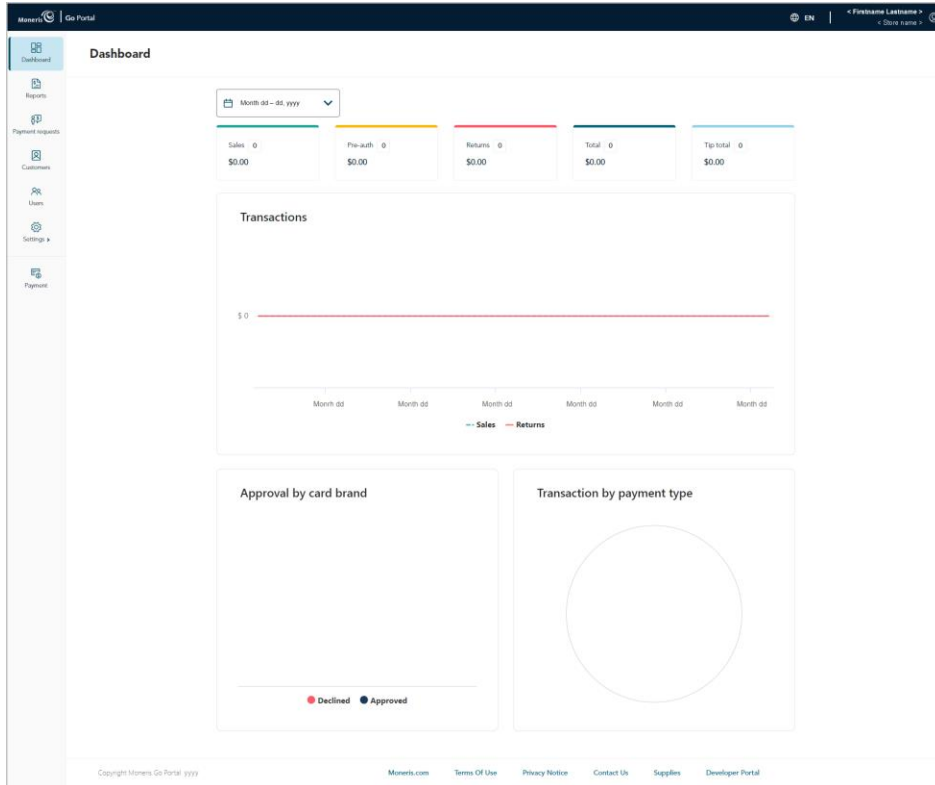 Moneris Go Portal EN < Firstname Lastname >
< Store name >
Dashboard
Dashboard
Reports
Payment requests
Customers
Users
Settings
Payment
Month dd – dd, yyyy
Sales 0 Pre-auth 0 Returns 0 Total 0 Tip total 0
$0.00 $0.00 $0.00 $0.00 $0.00
Transactions
$ 0
Month dd Month dd Month dd Month dd Month dd Month dd
Sales Returns
Approval by card brand
Declined Approved
Transaction by payment type
Copyright Moneris Go Portal yyyy Moneris.com Terms Of Use Privacy Notice Contact Us Supplies Developer Portal